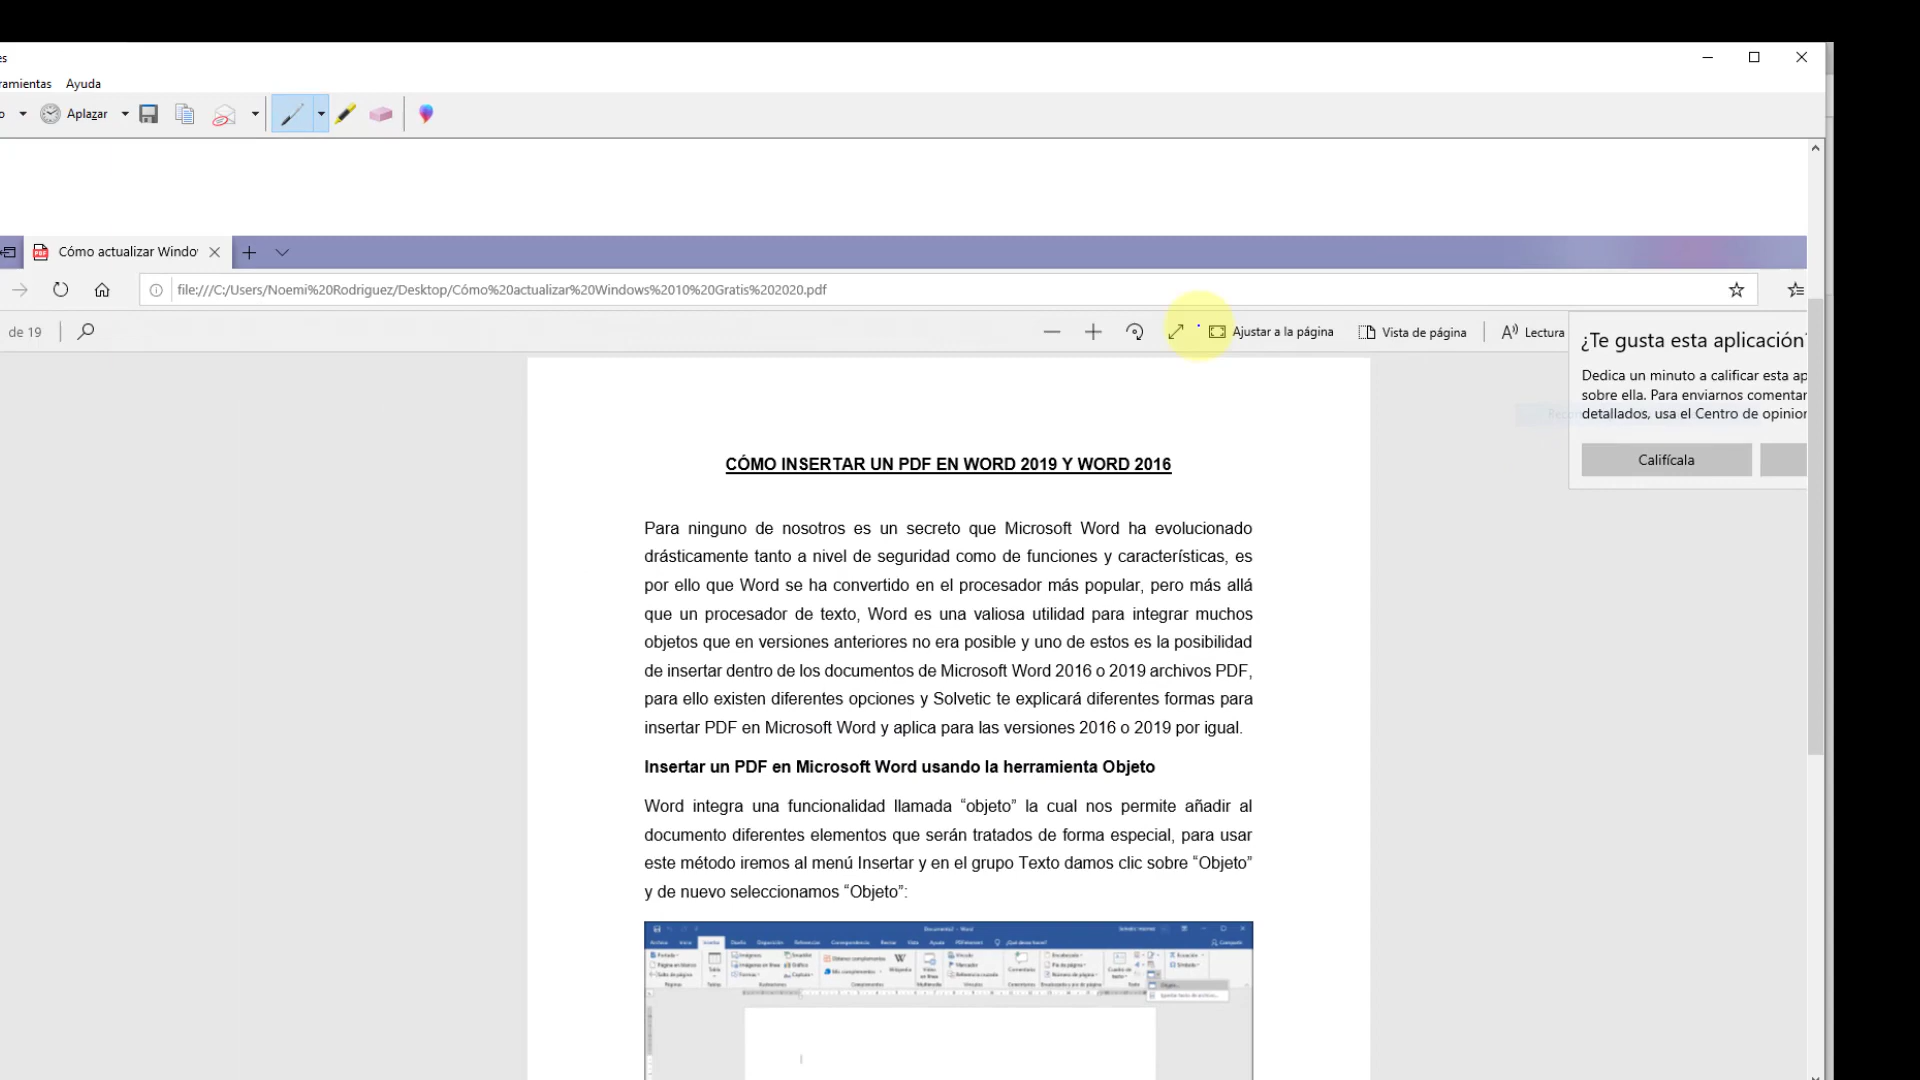 es
ramientas Ayuda
o Aplazar
Cómo actualizar Windo
file:///C:/Users/Noemi%20Rodriguez/Desktop/Cómo%20actualizar%20Windows%2010%20Gratis%202020.pdf
de 19 Ajustar a la página Vista de página Lectura
¿Te gusta esta aplicación?
Dedica un minuto a calificar esta ap
sobre ella. Para enviarnos comentar
detallados, usa el Centro de opinion
Califícala
CÓMO INSERTAR UN PDF EN WORD 2019 Y WORD 2016
Para ninguno de nosotros es un secreto que Microsoft Word ha evolucionado
drásticamente tanto a nivel de seguridad como de funciones y características, es
por ello que Word se ha convertido en el procesador más popular, pero más allá
que un procesador de texto, Word es una valiosa utilidad para integrar muchos
objetos que en versiones anteriores no era posible y uno de estos es la posibilidad
de insertar dentro de los documentos de Microsoft Word 2016 o 2019 archivos PDF,
para ello existen diferentes opciones y Solvetic te explicará diferentes formas para
insertar PDF en Microsoft Word y aplica para las versiones 2016 o 2019 por igual.
Insertar un PDF en Microsoft Word usando la herramienta Objeto
Word integra una funcionalidad llamada “objeto” la cual nos permite añadir al
documento diferentes elementos que serán tratados de forma especial, para usar
este método iremos al menú Insertar y en el grupo Texto damos clic sobre “Objeto”
y de nuevo seleccionamos “Objeto”: